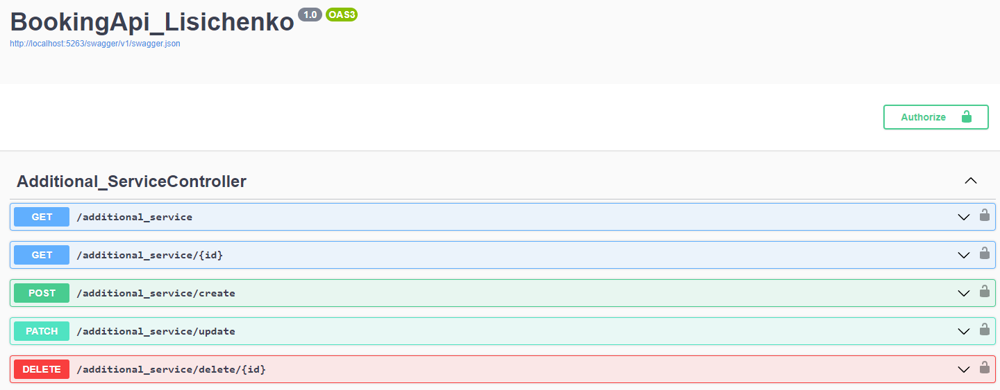 BookingApi_Lisichenko 1.0 OAS3
http://localhost:5263/swagger/v1/swagger.json
Authorize
Additional_ServiceController
GET /additional_service
GET /additional_service/{id}
POST /additional_service/create
PATCH /additional_service/update
DELETE /additional_service/delete/{id}